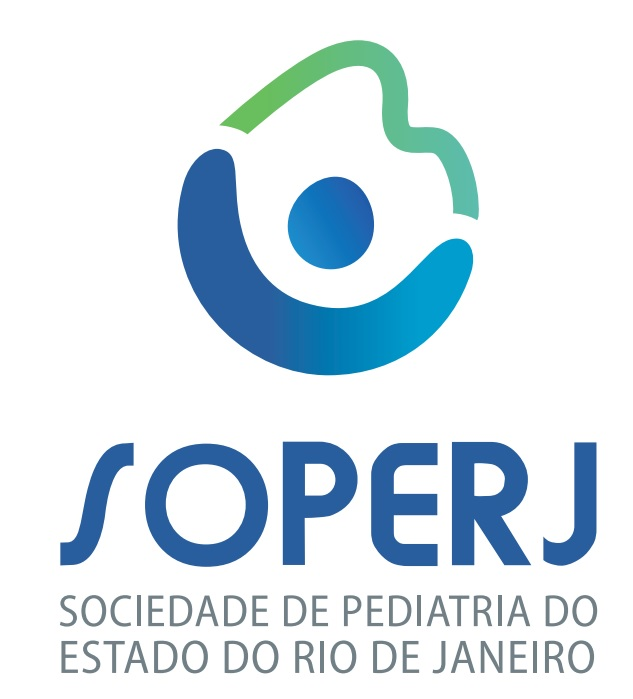 SOPERJ
SOCIEDADE DE PEDIATRIA DO
ESTADO DO RIO DE JANEIRO